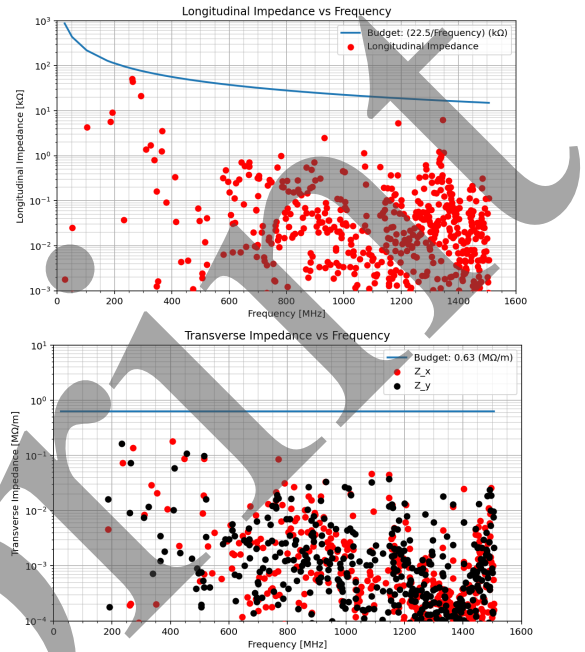 Longitudinal Impedance vs Frequency
10³
10²
10¹
10⁰
10⁻¹
10⁻²
10⁻³
Longitudinal Impedance [kΩ]
Budget: (22.5/Frequency) (kΩ)
Longitudinal Impedance
0 200 400 600 800 1000 1200 1400 1600
Frequency [MHz]
Transverse Impedance vs Frequency
10¹
10⁰
10⁻¹
10⁻²
10⁻³
10⁻⁴
Transverse Impedance [MΩ/m]
Budget: 0.63 (MΩ/m)
Z_x
Z_y
0 200 400 600 800 1000 1200 1400 1600
Frequency [MHz]